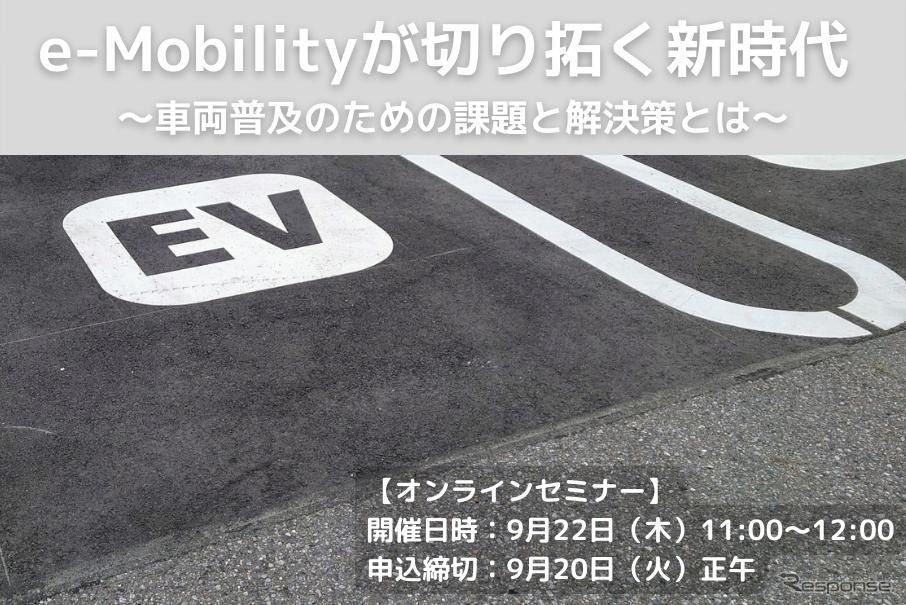 e-Mobilityが切り拓く新時代
～車両普及のための課題と解決策とは～
EV
【オンラインセミナー】
開催日時：9月22日（木）11:00～12:00
申込締切：9月20日（火）正午
Response.